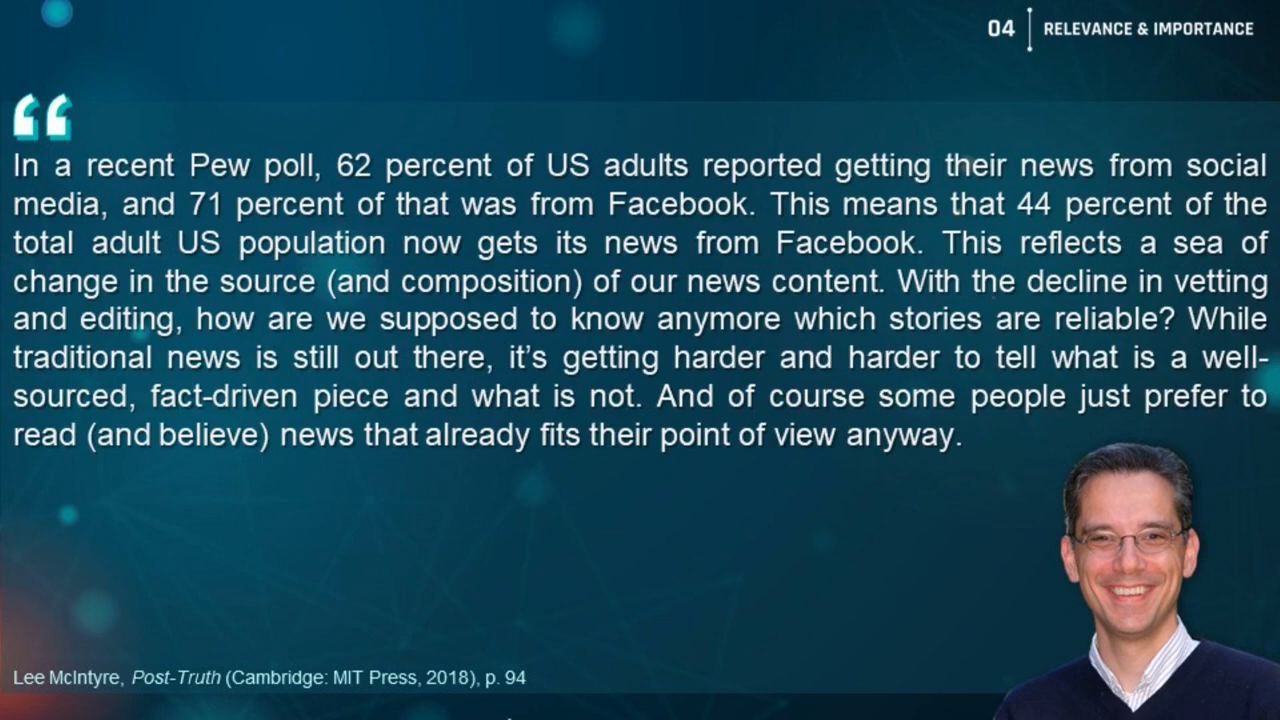 04 RELEVANCE & IMPORTANCE
“
In a recent Pew poll, 62 percent of US adults reported getting their news from social
media, and 71 percent of that was from Facebook. This means that 44 percent of the
total adult US population now gets its news from Facebook. This reflects a sea of
change in the source (and composition) of our news content. With the decline in vetting
and editing, how are we supposed to know anymore which stories are reliable? While
traditional news is still out there, it’s getting harder and harder to tell what is a well-
sourced, fact-driven piece and what is not. And of course some people just prefer to
read (and believe) news that already fits their point of view anyway.
Lee McIntyre, Post-Truth (Cambridge: MIT Press, 2018), p. 94